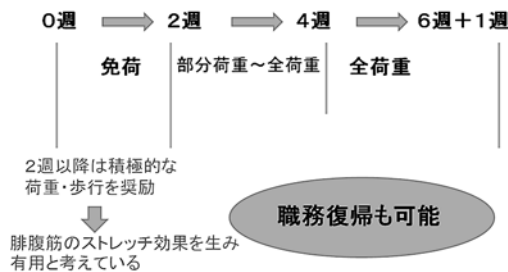 0週 2週 4週 6週＋1週
免荷 部分荷重～全荷重 全荷重
2週以降は積極的な
荷重・歩行を奨励
職務復帰も可能
腓腹筋のストレッチ効果を生み
有用と考えている